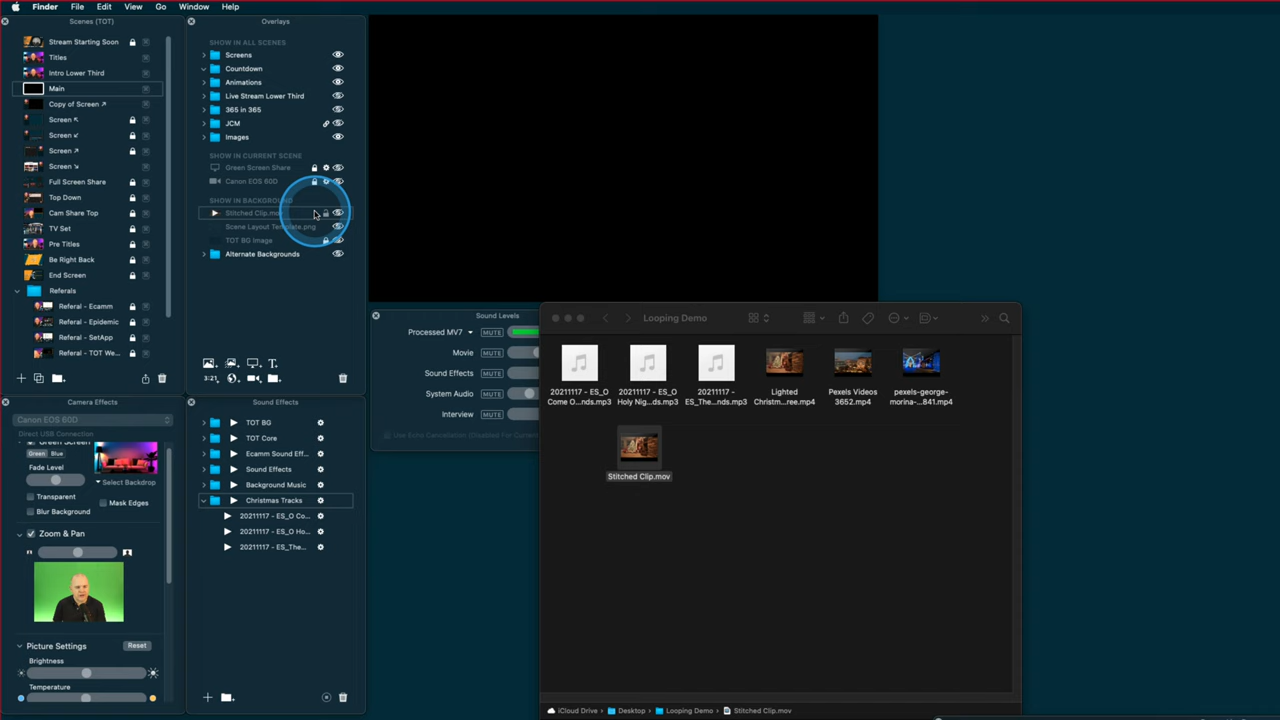 Finder File Edit View Go Window Help
Scenes (TOT)
Stream Starting Soon
Titles
Intro Lower Third
Main
Copy of Screen ↗
Screen ↖
Screen ↙
Screen ↗
Screen ↘
Full Screen Share
Top Down
Cam Share Top
TV Set
Pre Titles
Be Right Back
End Screen
Referals
Referal - Ecamm
Referal - Epidemic
Referal - SetApp
Referal - TOT We...
Overlays
SHOW IN ALL SCENES
Screens
Countdown
Animations
Live Stream Lower Third
365 in 365
JCM
Images
SHOW IN CURRENT SCENE
Green Screen Share
Canon EOS 60D
SHOW IN BACKGROUND
Stitched Clip.mov
Scene Layout Template.png
TOT BG Image
Alternate Backgrounds
3:21
Camera Effects
Canon EOS 60D
Direct USB Connection
Green Screen
Green Blue
Fade Level
Select Backdrop
Transparent
Mask Edges
Blur Background
Zoom & Pan
Picture Settings
Reset
Brightness
Temperature
Sound Effects
TOT BG
TOT Core
Ecamm Sound Eff...
Sound Effects
Background Music
Christmas Tracks
20211117 - ES_O Co...
20211117 - ES_O Ho...
20211117 - ES_The...
Sound Levels
Processed MV7 MUTE
Movie MUTE
Sound Effects MUTE
System Audio MUTE
Interview MUTE
Use Echo Cancellation (Disabled For Current
Looping Demo
20211117 - ES_O
Come O...nds.mp3
20211117 - ES_O
Holy Nig...ds.mp3
20211117 -
ES_The...s.mp3
Lighted
Christm...ree.mp4
Pexels Videos
3652.mp4
pexels-george-
morina-...841.mp4
Stitched Clip.mov
iCloud Drive › Desktop › Looping Demo › Stitched Clip.mov